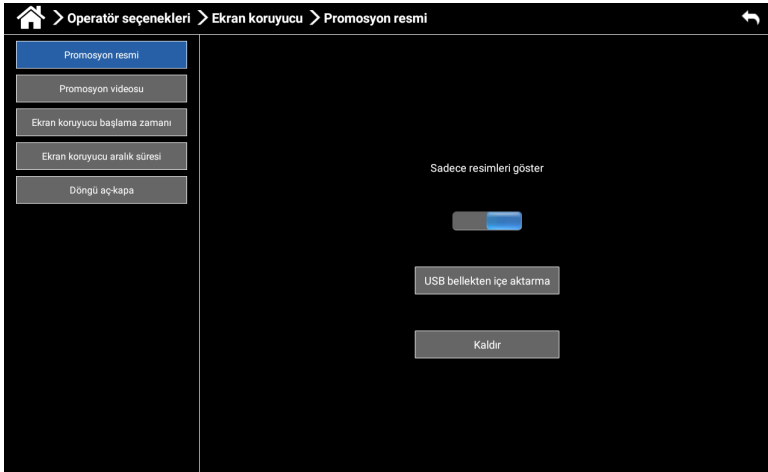 Operatör seçenekleri Ekran koruyucu Promosyon resmi
Promosyon resmi
Promosyon videosu
Ekran koruyucu başlama zamanı
Ekran koruyucu aralık süresi
Döngü aç-kapa
Sadece resimleri göster
USB bellekten içe aktarma
Kaldır